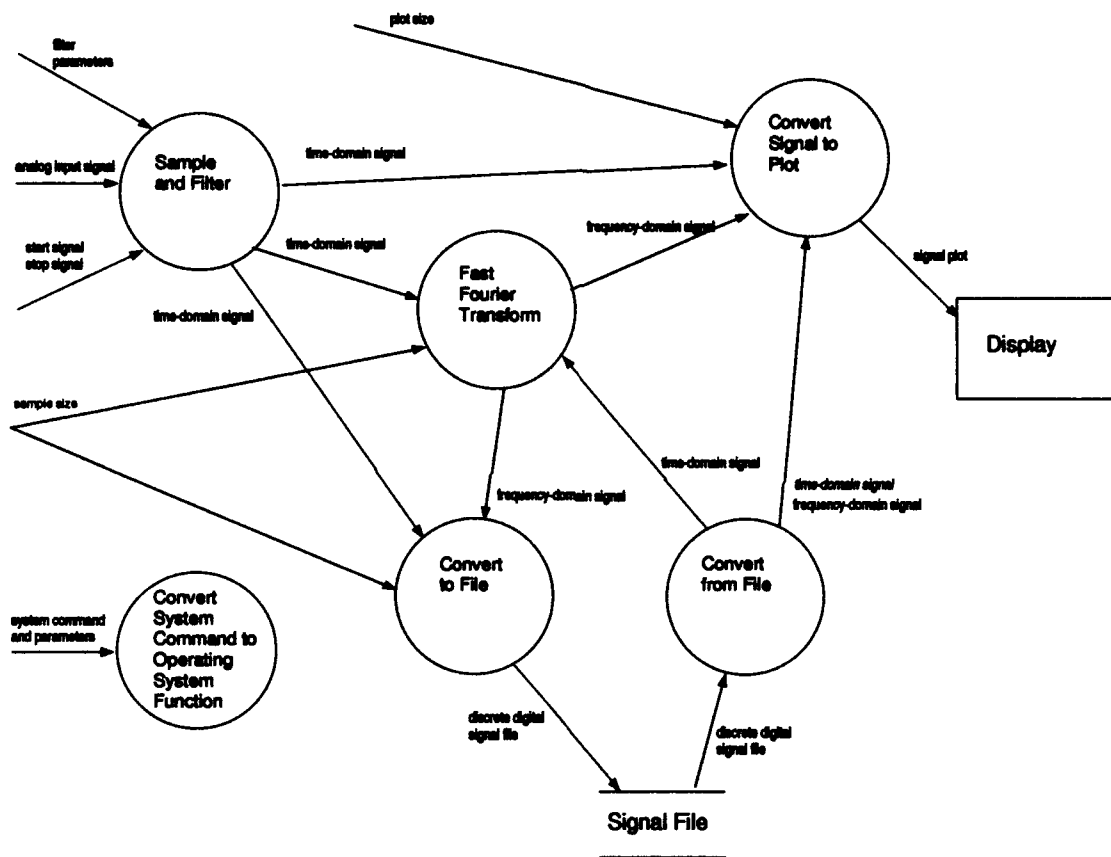 plot size
filter
parameters
Convert
Signal to
Plot
Sample
and Filter
time-domain signal
analog input signal
frequency-domain signal
start signal
stop signal
time-domain signal
signal plot
Fast
Fourier
Transform
time-domain signal
Display
sample size
time-domain signal
frequency-domain signal
time-domain signal
frequency-domain signal
Convert
to File
Convert
from File
Convert
System
Command to
Operating
System
Function
system command
and parameters
discrete digital
signal file
discrete digital
signal file
Signal File